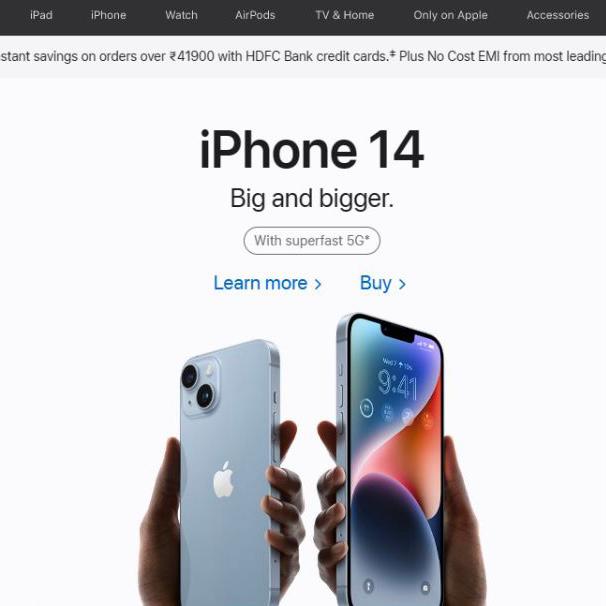 iPad iPhone Watch AirPods TV & Home Only on Apple Accessories
stant savings on orders over ₹41900 with HDFC Bank credit cards.‡ Plus No Cost EMI from most leading
iPhone 14
Big and bigger.
With superfast 5G*
Learn more >
Buy >
9:41